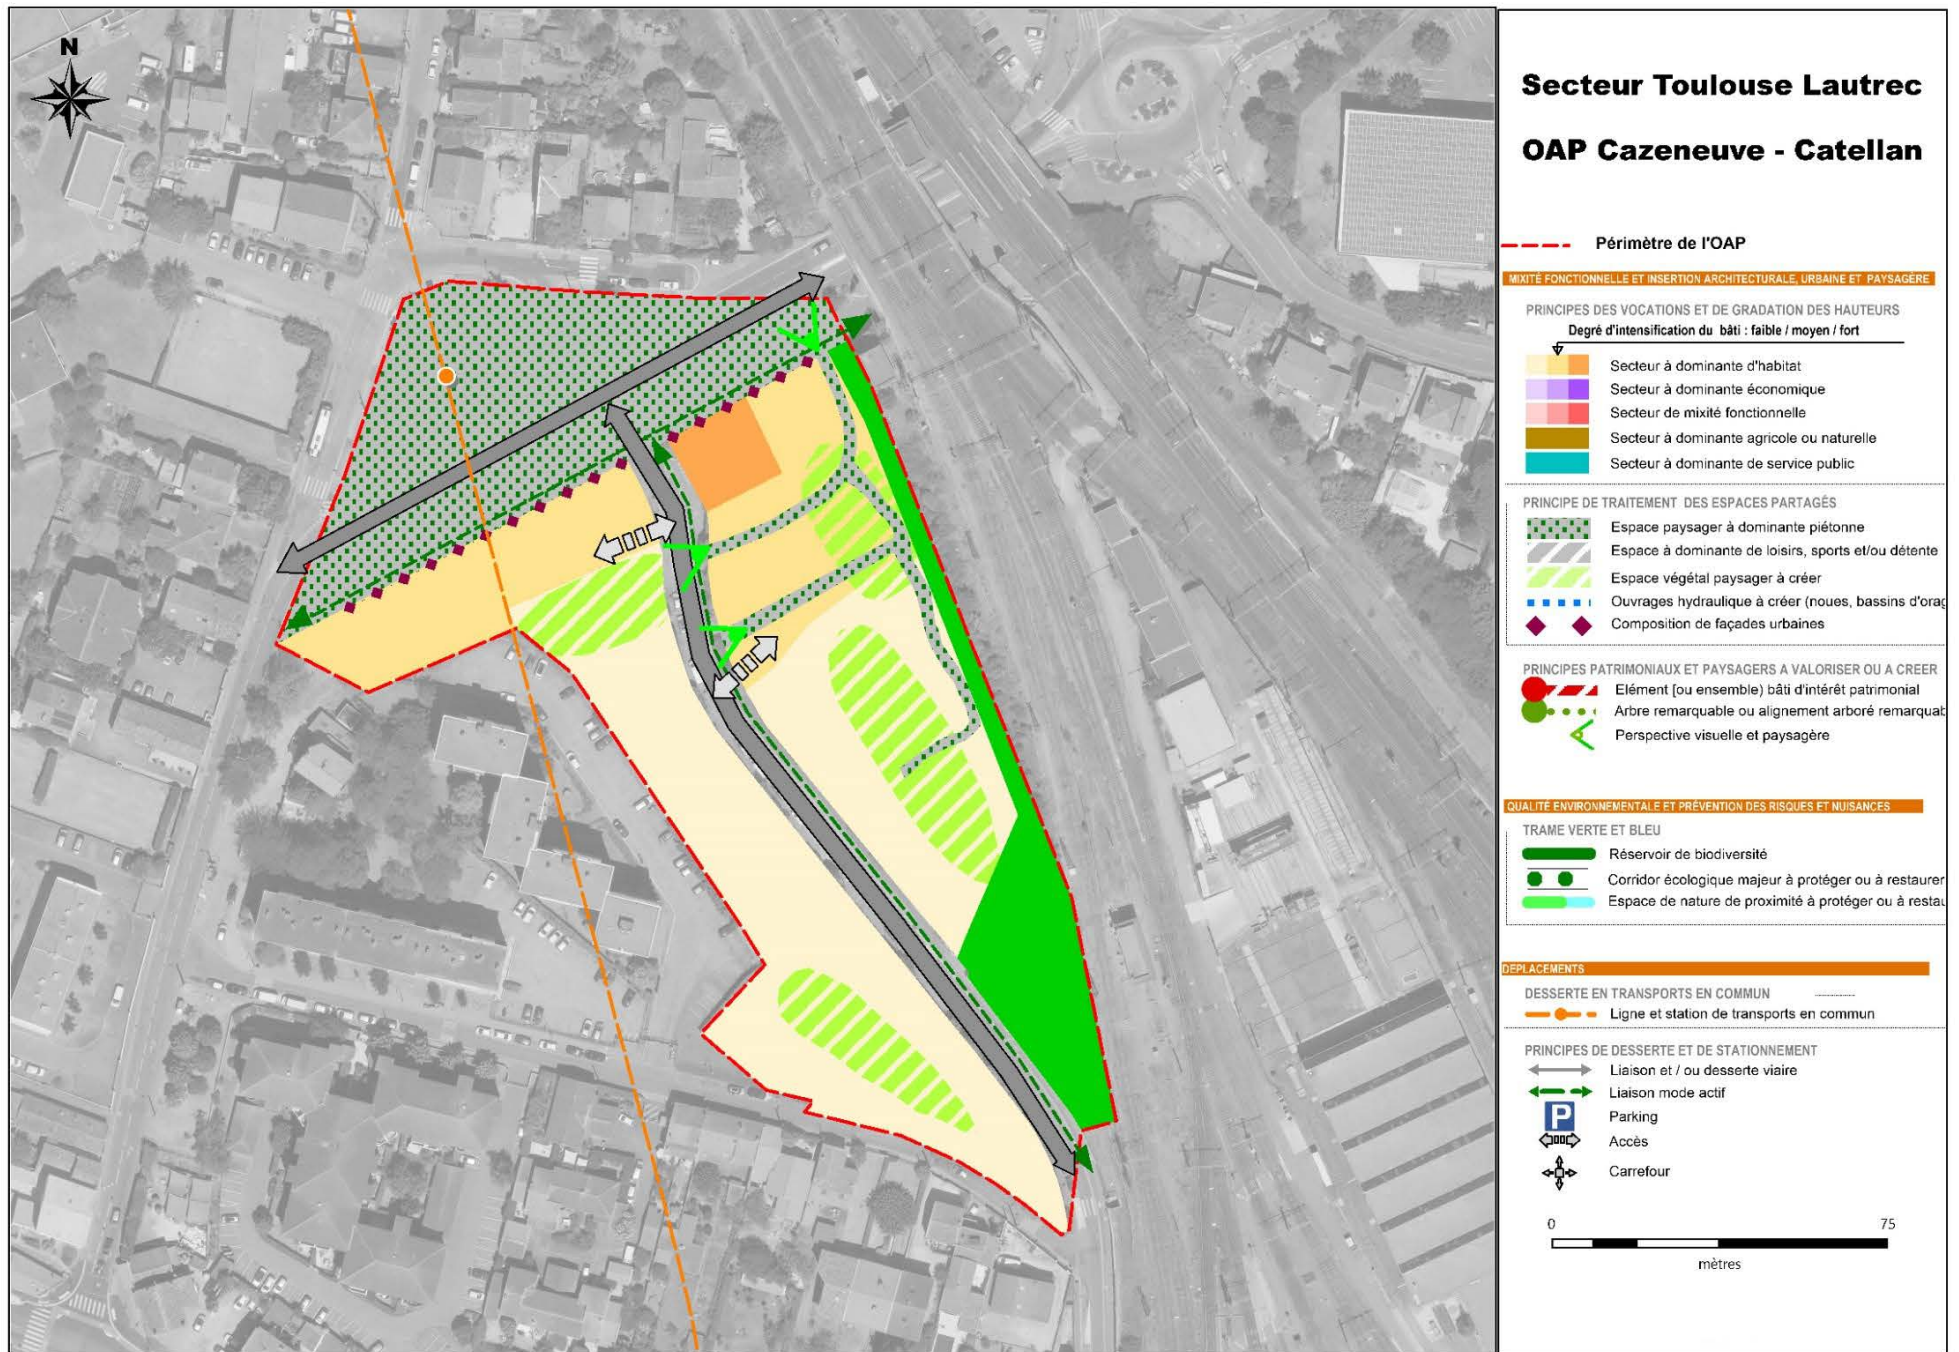 N
Secteur Toulouse Lautrec
OAP Cazeneuve - Catellan
Périmètre de l'OAP
MIXITÉ FONCTIONNELLE ET INSERTION ARCHITECTURALE, URBAINE ET PAYSAGÈRE
PRINCIPES DES VOCATIONS ET DE GRADATION DES HAUTEURS
Degré d'intensification du bâti : faible / moyen / fort
Secteur à dominante d'habitat
Secteur à dominante économique
Secteur de mixité fonctionnelle
Secteur à dominante agricole ou naturelle
Secteur à dominante de service public
PRINCIPE DE TRAITEMENT DES ESPACES PARTAGÉS
Espace paysager à dominante piétonne
Espace à dominante de loisirs, sports et/ou détente
Espace végétal paysager à créer
Ouvrages hydraulique à créer (noues, bassins d'orag
Composition de façades urbaines
PRINCIPES PATRIMONIAUX ET PAYSAGERS A VALORISER OU A CREER
Elément [ou ensemble) bâti d'intérêt patrimonial
Arbre remarquable ou alignement arboré remarquab
Perspective visuelle et paysagère
QUALITÉ ENVIRONNEMENTALE ET PRÉVENTION DES RISQUES ET NUISANCES
TRAME VERTE ET BLEU
Réservoir de biodiversité
Corridor écologique majeur à protéger ou à restaurer
Espace de nature de proximité à protéger ou à restau
DEPLACEMENTS
DESSERTE EN TRANSPORTS EN COMMUN
Ligne et station de transports en commun
PRINCIPES DE DESSERTE ET DE STATIONNEMENT
Liaison et / ou desserte viaire
Liaison mode actif
P Parking
Accès
Carrefour
0 75
mètres